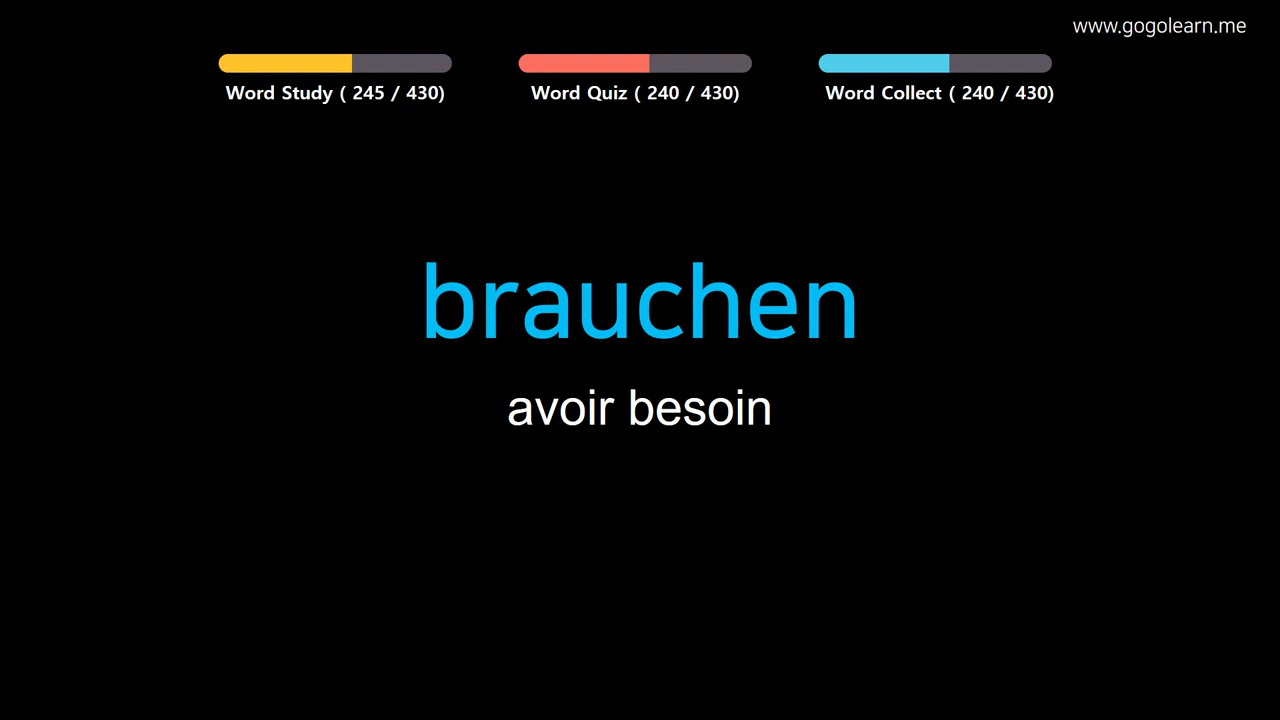 www.gogolearn.me
Word Study ( 245 / 430)
Word Quiz ( 240 / 430)
Word Collect ( 240 / 430)
brauchen
avoir besoin